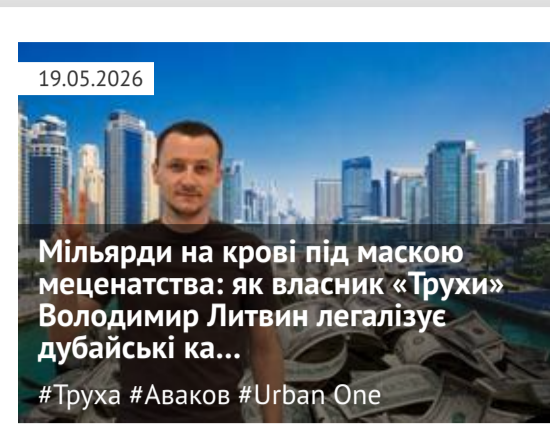 19.05.2026
Мільярди на крові під маскою
меценатства: як власник «Трухи»
Володимир Литвин легалізує
дубайські ка...
#Труха #Аваков #Urban One